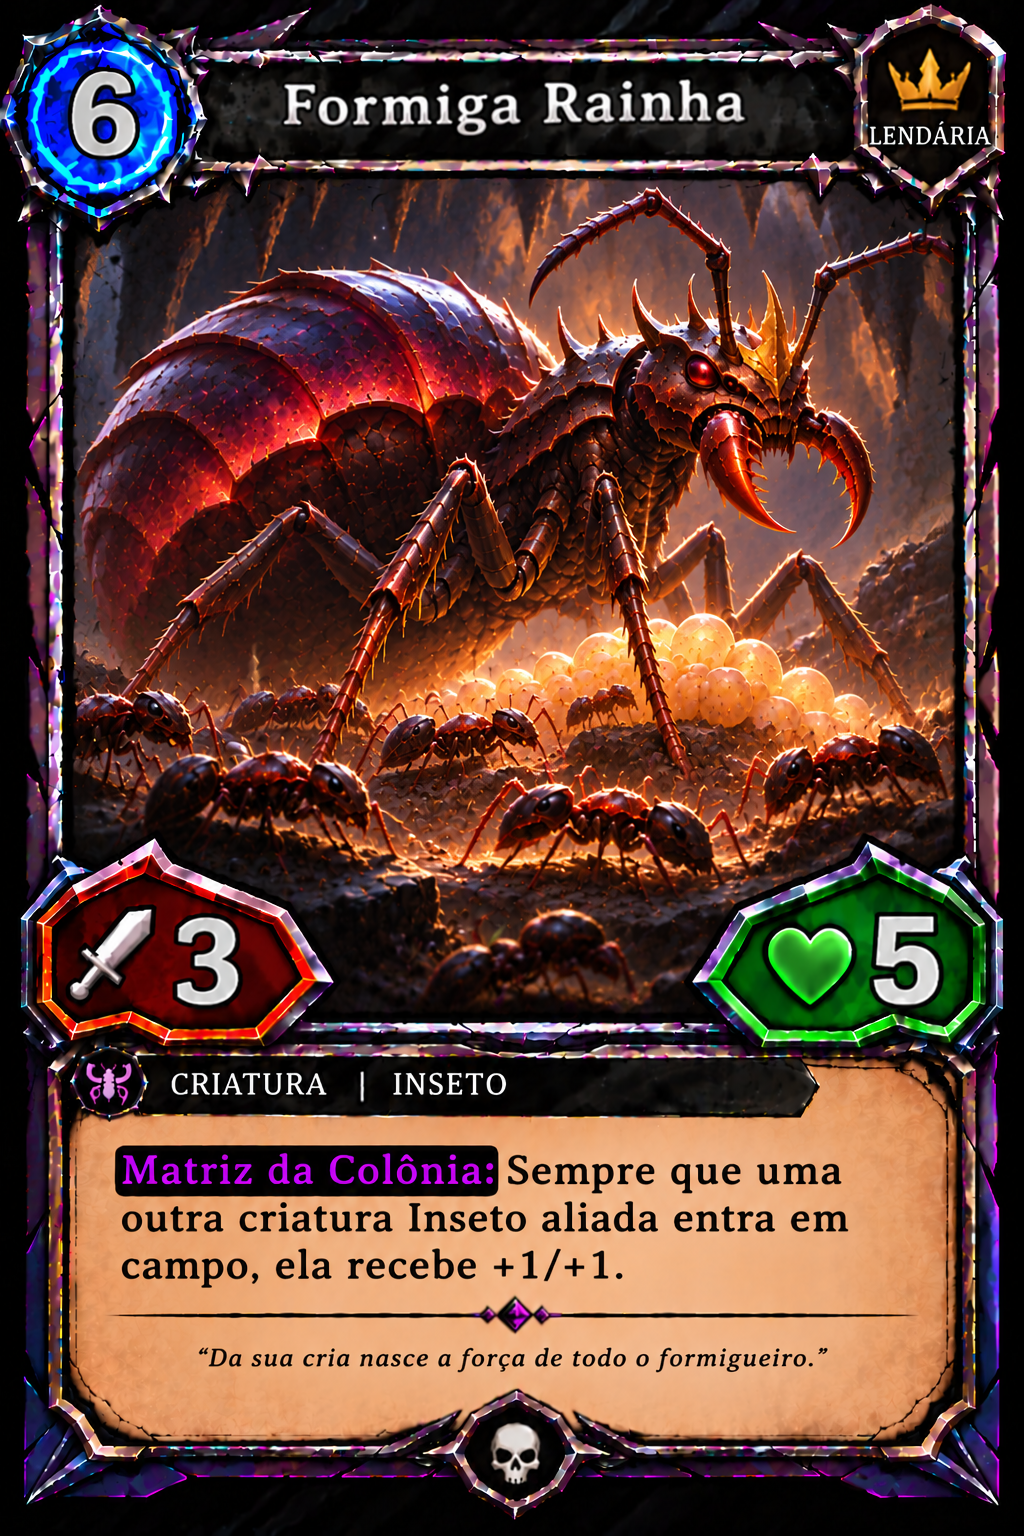 6
Formiga Rainha
LENDÁRIA
3
5
CRIATURA | INSETO
Matriz da Colônia: Sempre que uma
outra criatura Inseto aliada entra em
campo, ela recebe +1/+1.
“Da sua cria nasce a força de todo o formigueiro.”